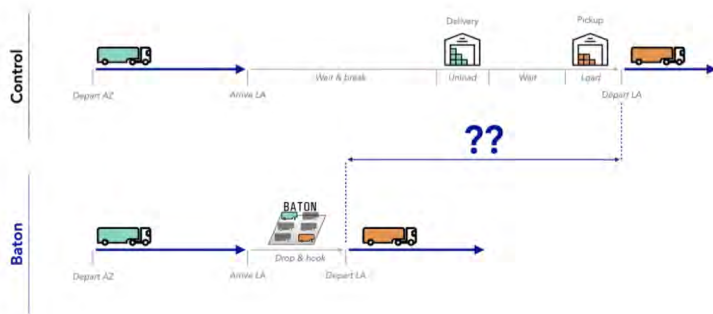 Control
Delivery
Pickup
Depart AZ
Arrive LA
Wait & break
Unload
Wait
Load
Depart LA
??
Baton
BATON
Depart AZ
Arrive LA
Drop & hook
Depart LA